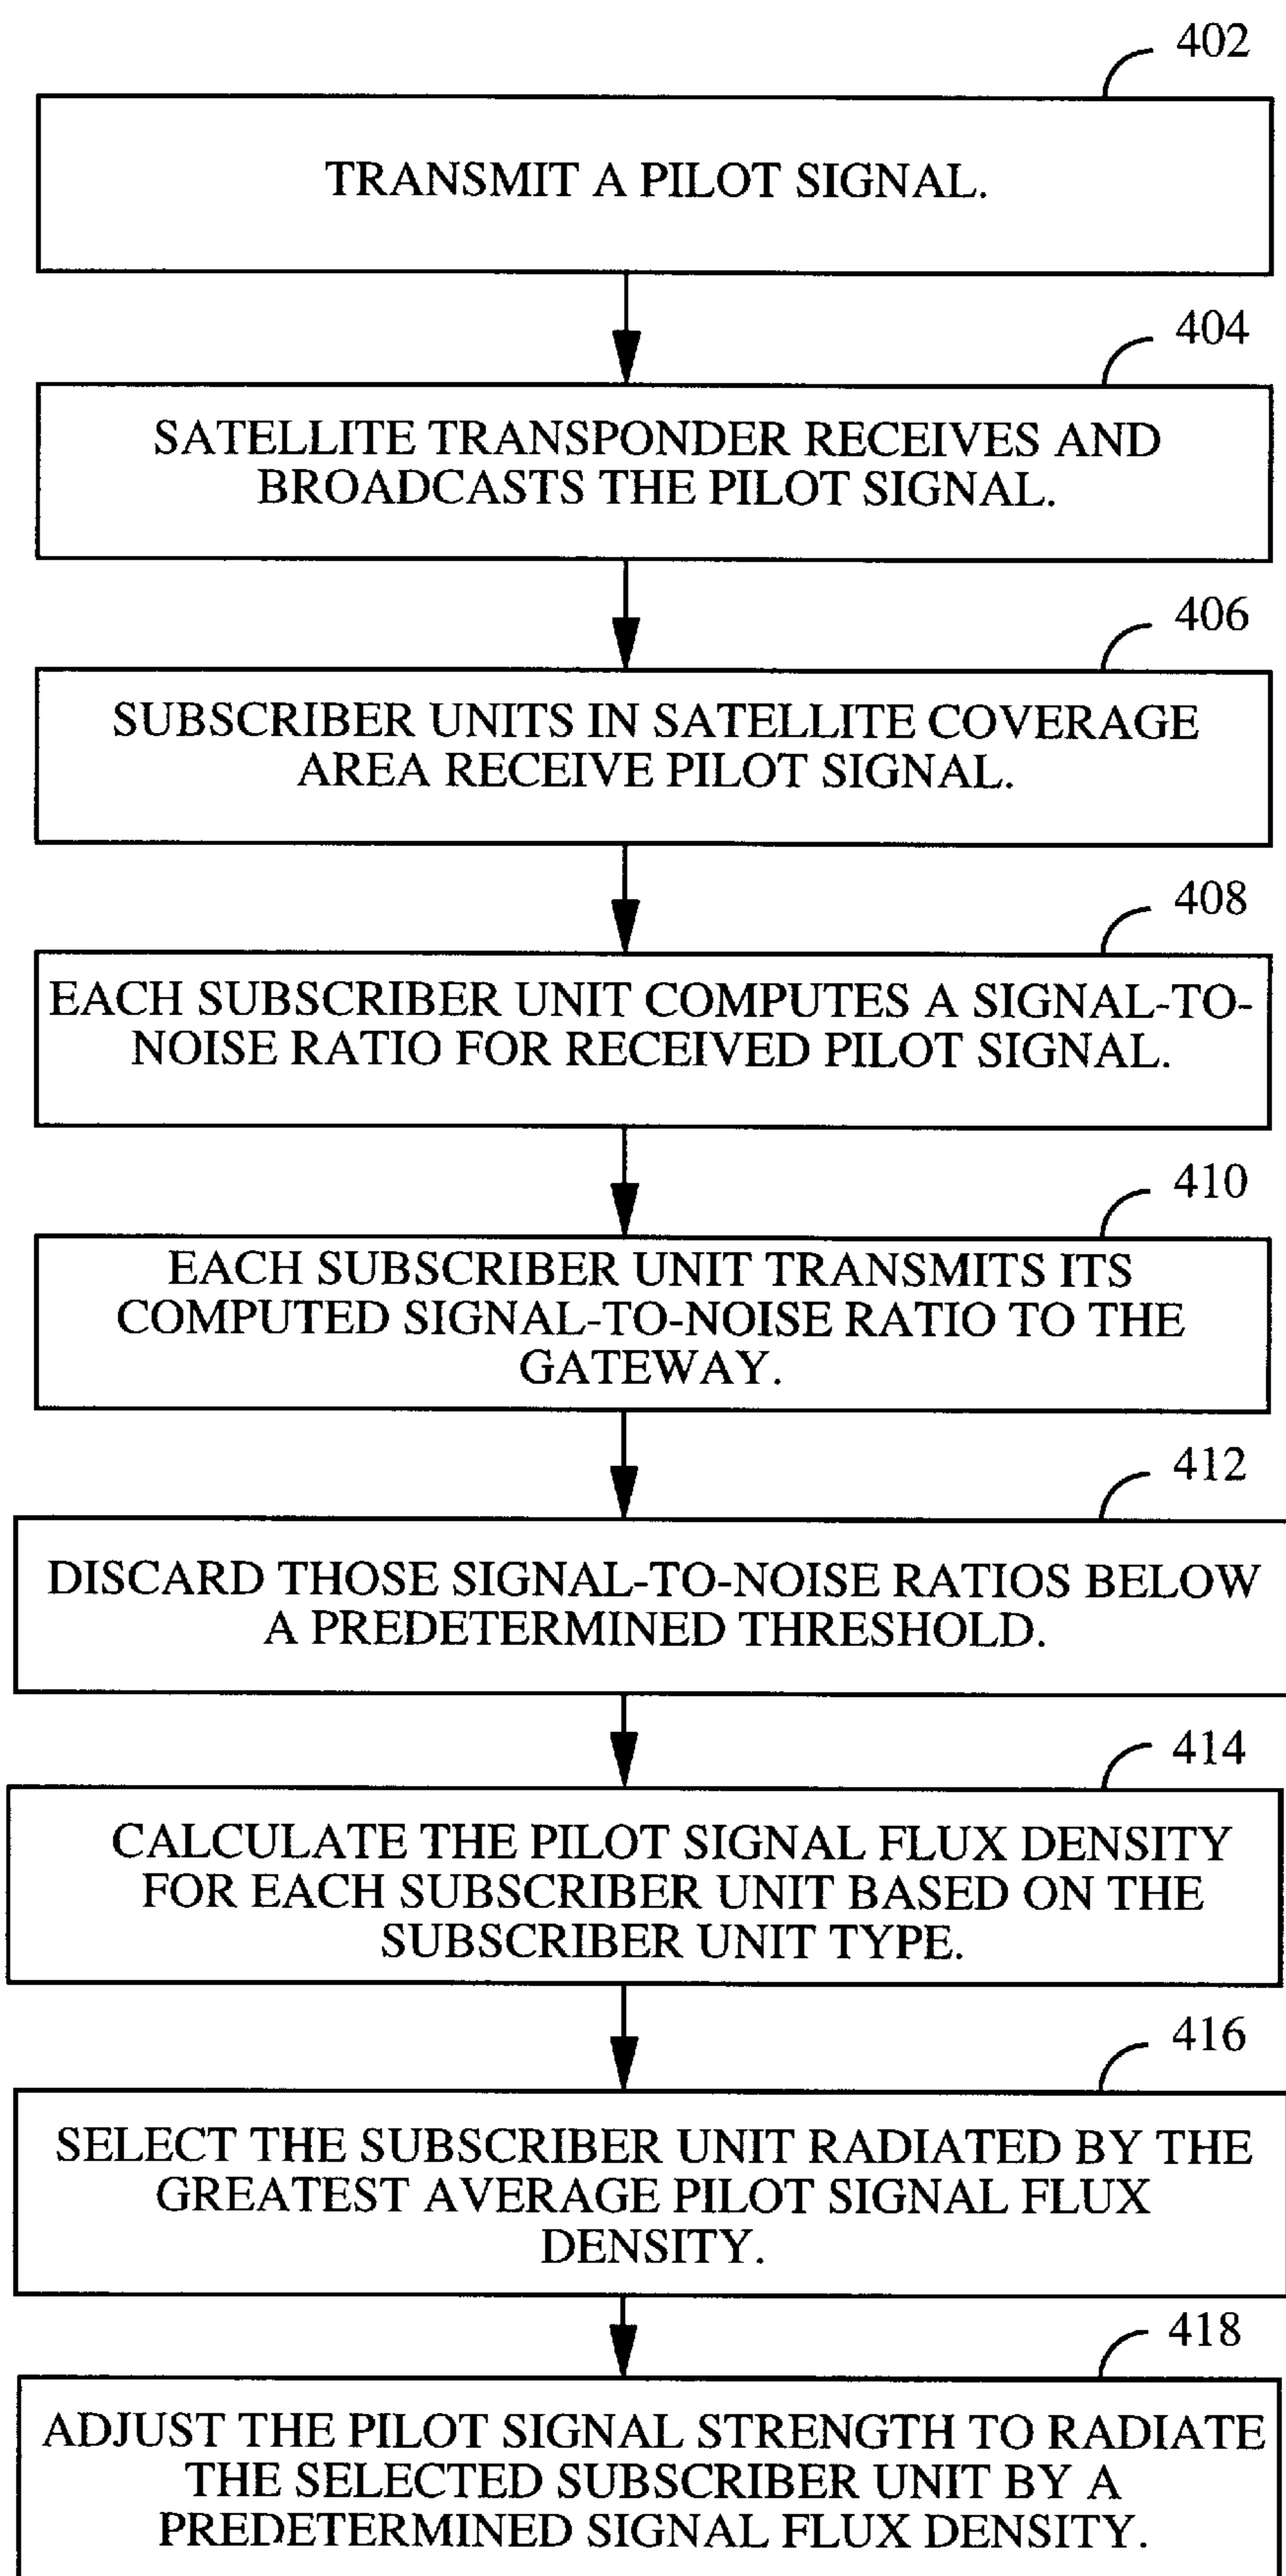 402
TRANSMIT A PILOT SIGNAL.
404
SATELLITE TRANSPONDER RECEIVES AND
BROADCASTS THE PILOT SIGNAL.
406
SUBSCRIBER UNITS IN SATELLITE COVERAGE
AREA RECEIVE PILOT SIGNAL.
408
EACH SUBSCRIBER UNIT COMPUTES A SIGNAL-TO-
NOISE RATIO FOR RECEIVED PILOT SIGNAL.
410
EACH SUBSCRIBER UNIT TRANSMITS ITS
COMPUTED SIGNAL-TO-NOISE RATIO TO THE
GATEWAY.
412
DISCARD THOSE SIGNAL-TO-NOISE RATIOS BELOW
A PREDETERMINED THRESHOLD.
414
CALCULATE THE PILOT SIGNAL FLUX DENSITY
FOR EACH SUBSCRIBER UNIT BASED ON THE
SUBSCRIBER UNIT TYPE.
416
SELECT THE SUBSCRIBER UNIT RADIATED BY THE
GREATEST AVERAGE PILOT SIGNAL FLUX
DENSITY.
418
ADJUST THE PILOT SIGNAL STRENGTH TO RADIATE
THE SELECTED SUBSCRIBER UNIT BY A
PREDETERMINED SIGNAL FLUX DENSITY.